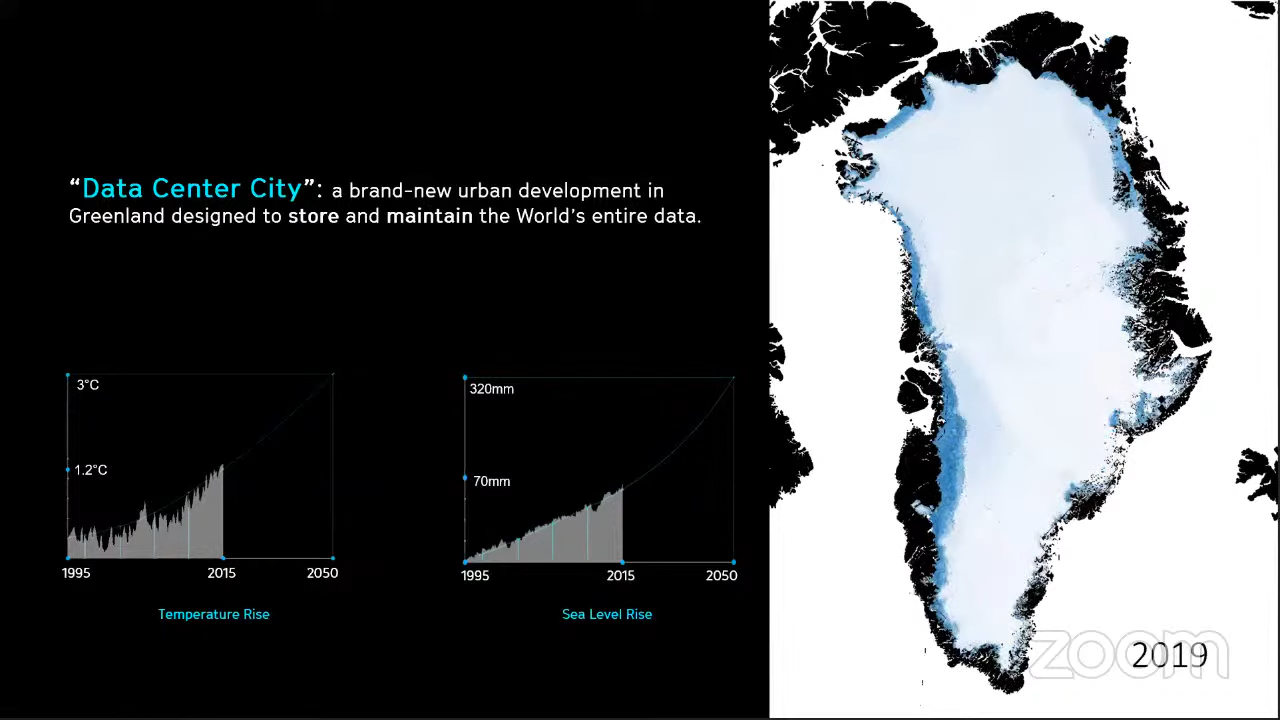 “Data Center City”: a brand-new urban development in
Greenland designed to store and maintain the World’s entire data.
3°C
1.2°C
1995
2015
2050
Temperature Rise
320mm
70mm
1995
2015
2050
Sea Level Rise
zoom
2019